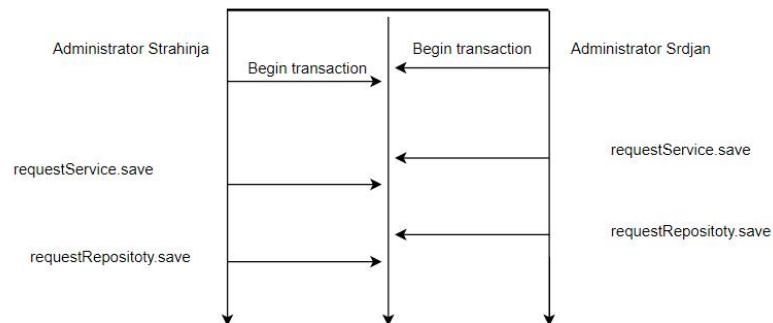 Administrator Strahinja
Begin transaction
Administrator Srdjan
Begin transaction
requestService.save
requestService.save
requestRepositoty.save
requestRepositoty.save